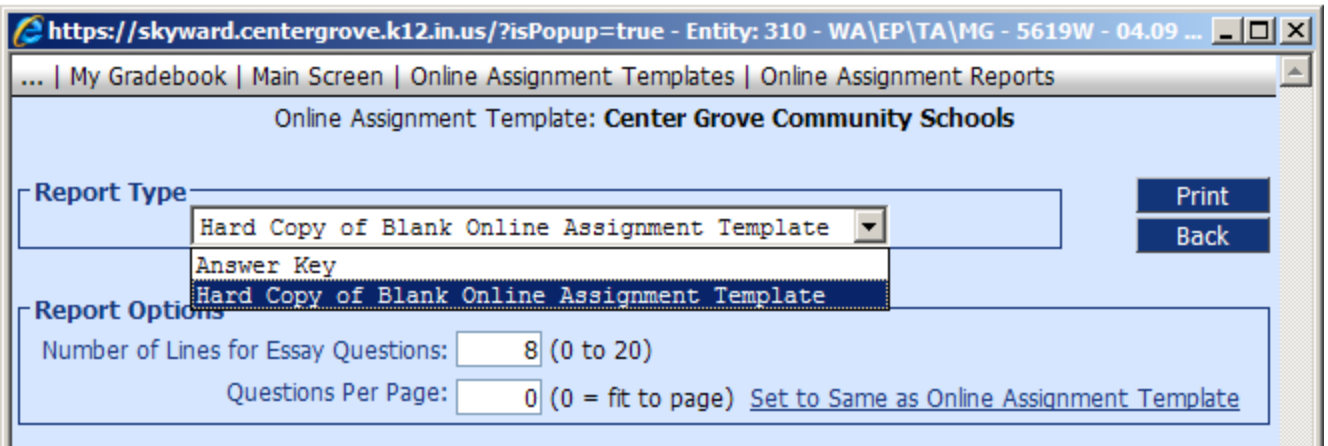 https://skyward.centergrove.k12.in.us/?isPopup=true - Entity: 310 - WA\EP\TA\MG - 5619W - 04.09 ...
... | My Gradebook | Main Screen | Online Assignment Templates | Online Assignment Reports
Online Assignment Template: Center Grove Community Schools
Report Type
Print
Hard Copy of Blank Online Assignment Template
Back
Answer Key
Hard Copy of Blank Online Assignment Template
Report Options
Number of Lines for Essay Questions: 8 (0 to 20)
Questions Per Page: 0 (0 = fit to page) Set to Same as Online Assignment Template